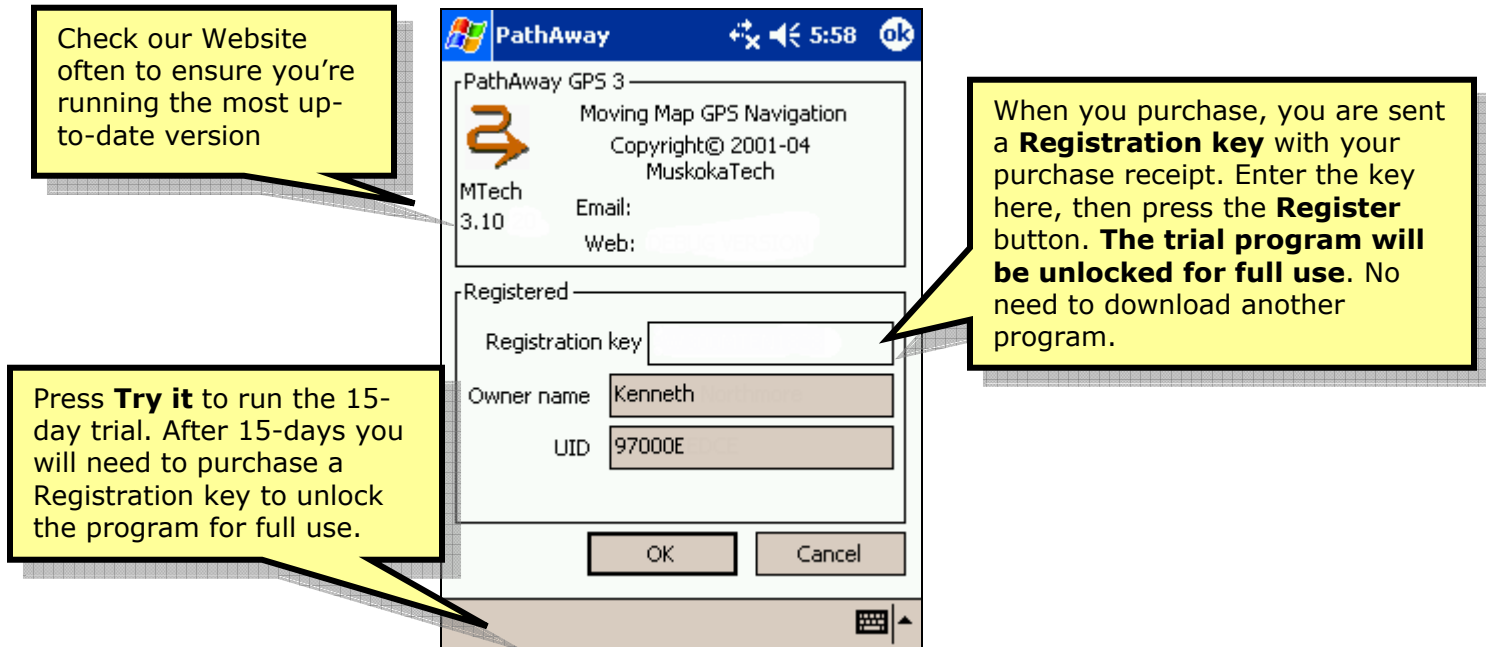 Check our Website
often to ensure you're
running the most up-
to-date version
PathAway
5:58
ok
PathAway GPS 3
Moving Map GPS Navigation
Copyright© 2001-04
MuskokaTech
MTech
3.10
Email:
Web:
Registered
Registration key
Owner name
Kenneth
UID
97000E
OK
Cancel
When you purchase, you are sent
a Registration key with your
purchase receipt. Enter the key
here, then press the Register
button. The trial program will
be unlocked for full use. No
need to download another
program.
Press Try it to run the 15-
day trial. After 15-days you
will need to purchase a
Registration key to unlock
the program for full use.